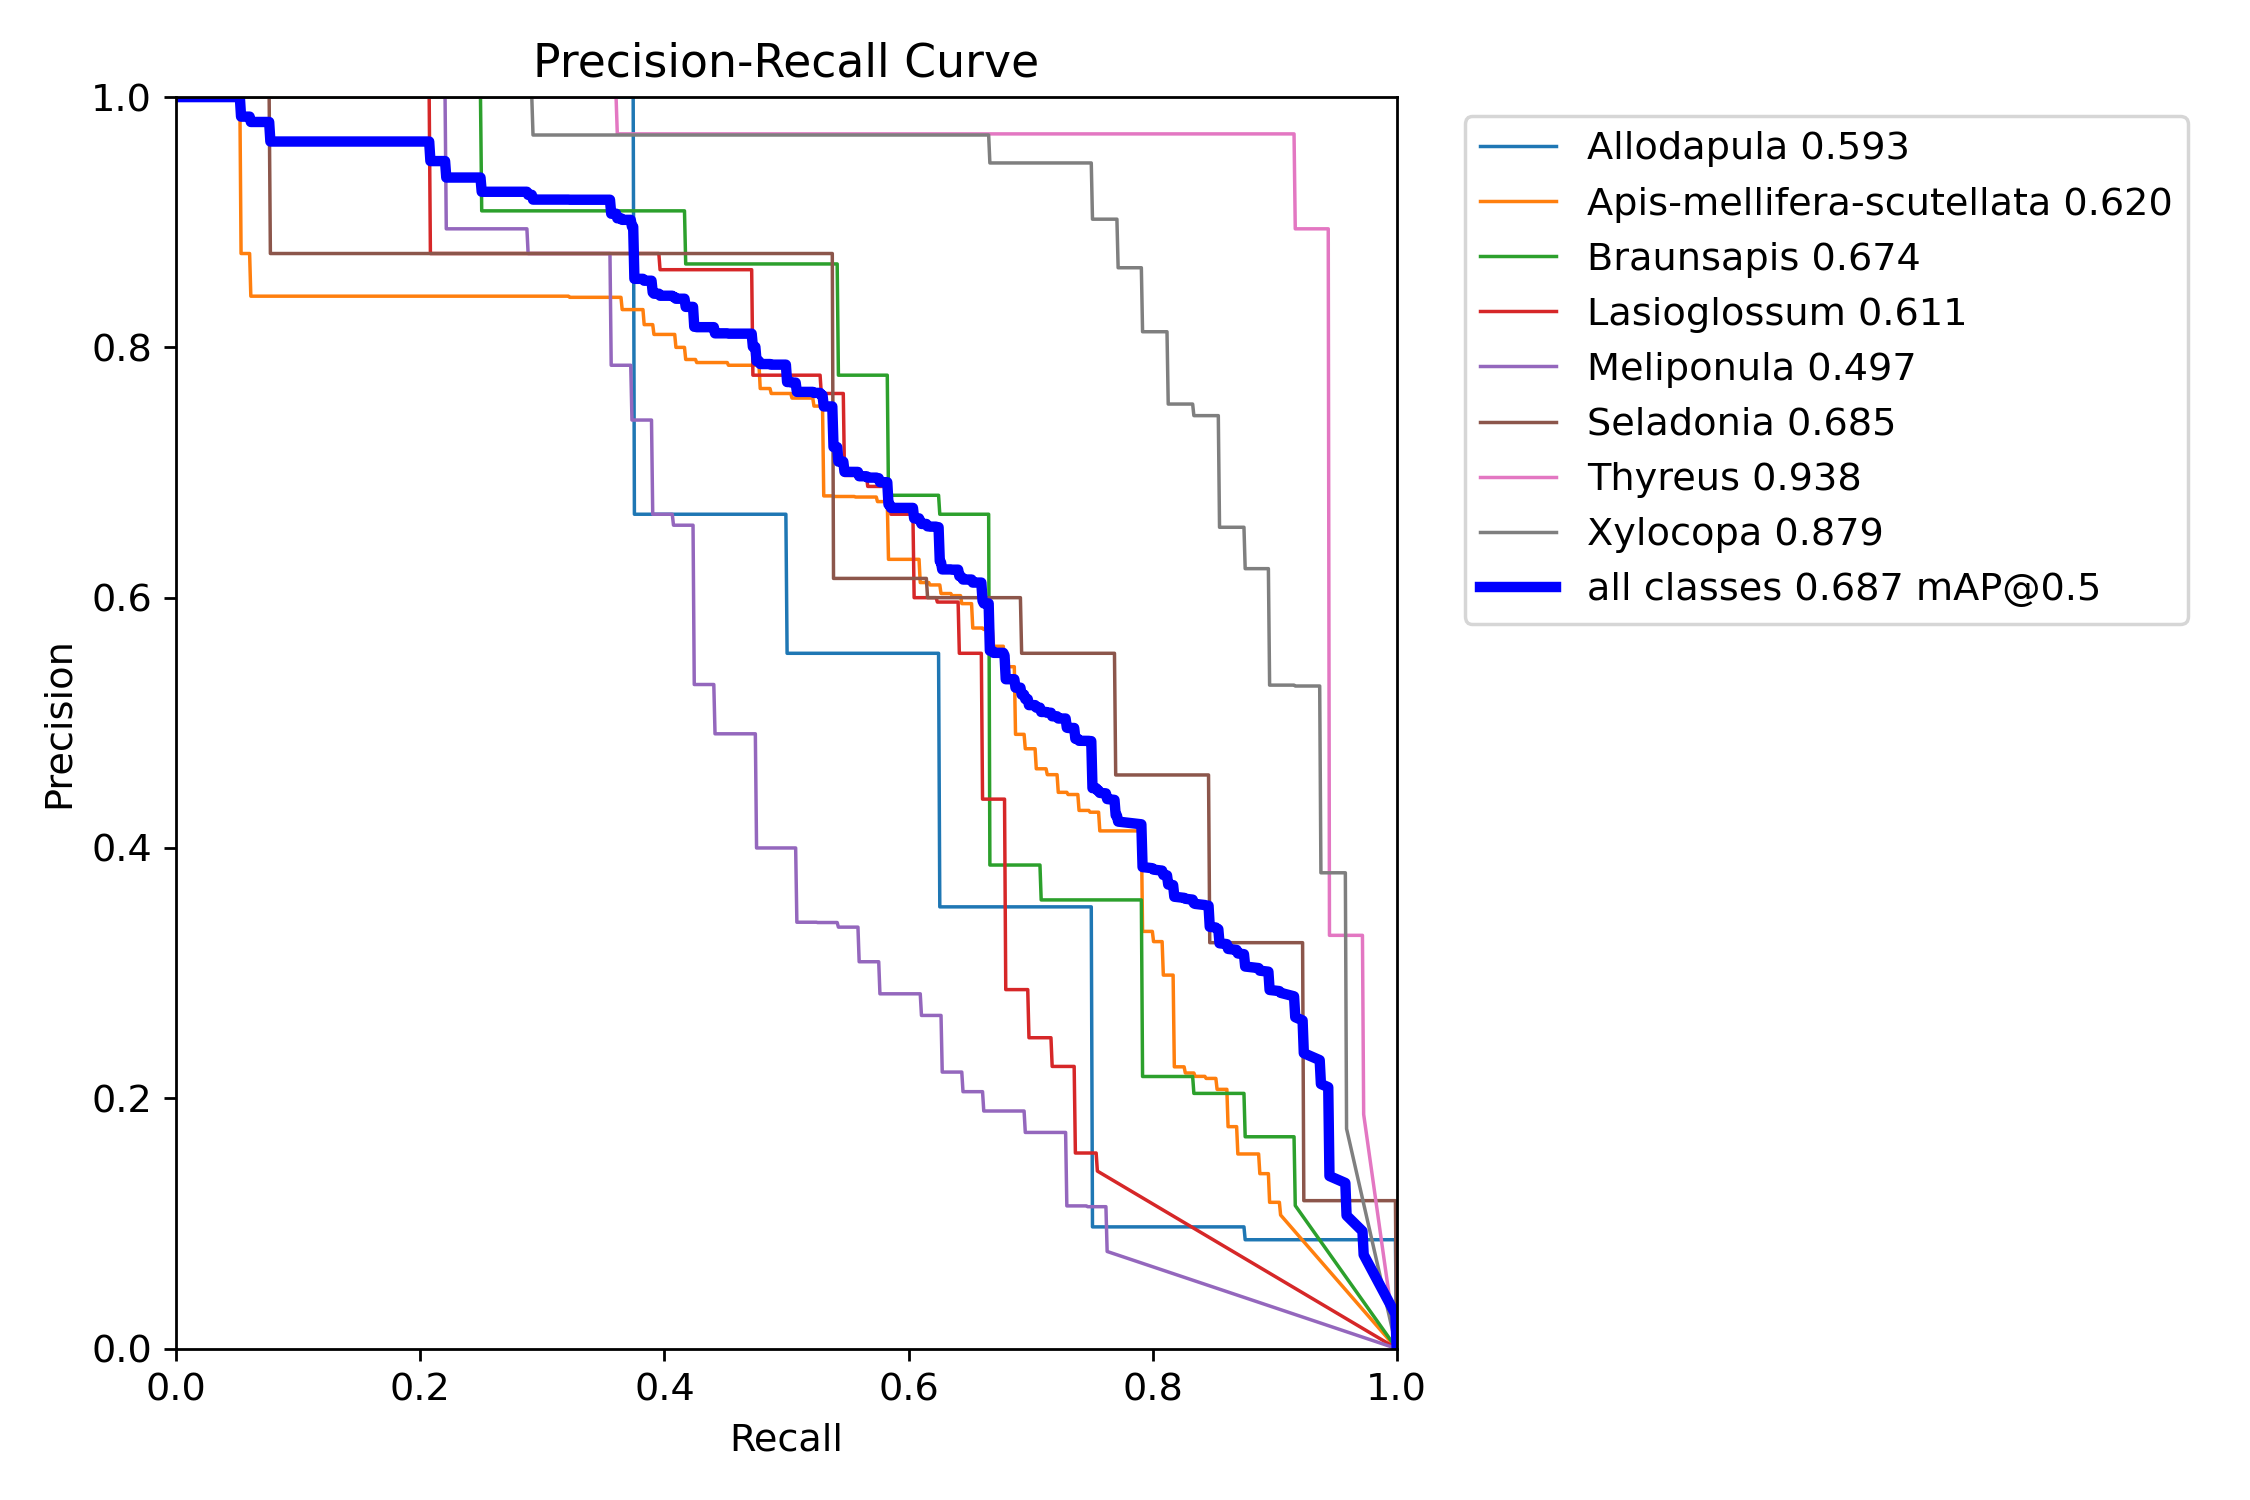 Precision-Recall Curve
1.0
0.8
0.6
0.4
0.2
0.0
Precision
0.0 0.2 0.4 0.6 0.8 1.0
Recall
Allodapula 0.593
Apis-mellifera-scutellata 0.620
Braunsapis 0.674
Lasioglossum 0.611
Meliponula 0.497
Seladonia 0.685
Thyreus 0.938
Xylocopa 0.879
all classes 0.687 mAP@0.5